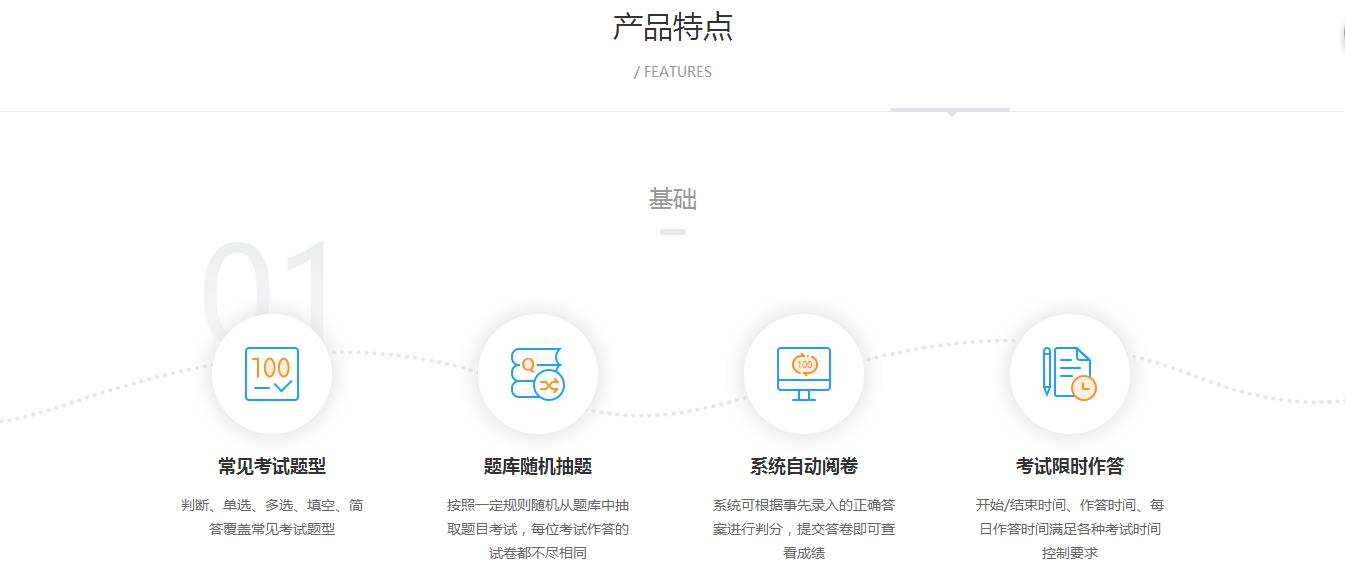 产品特点
/ FEATURES
基础
01
100
Q
100
常见考试题型
题库随机抽题
系统自动阅卷
考试限时作答
判断、单选、多选、填空、简
答覆盖常见考试题型
按照一定规则随机从题库中抽
取题目考试，每位考试作答的
试卷都不尽相同
系统可根据事先录入的正确答
案进行判分，提交答卷即可查
看成绩
开始/结束时间、作答时间、每
日作答时间满足各种考试时间
控制要求